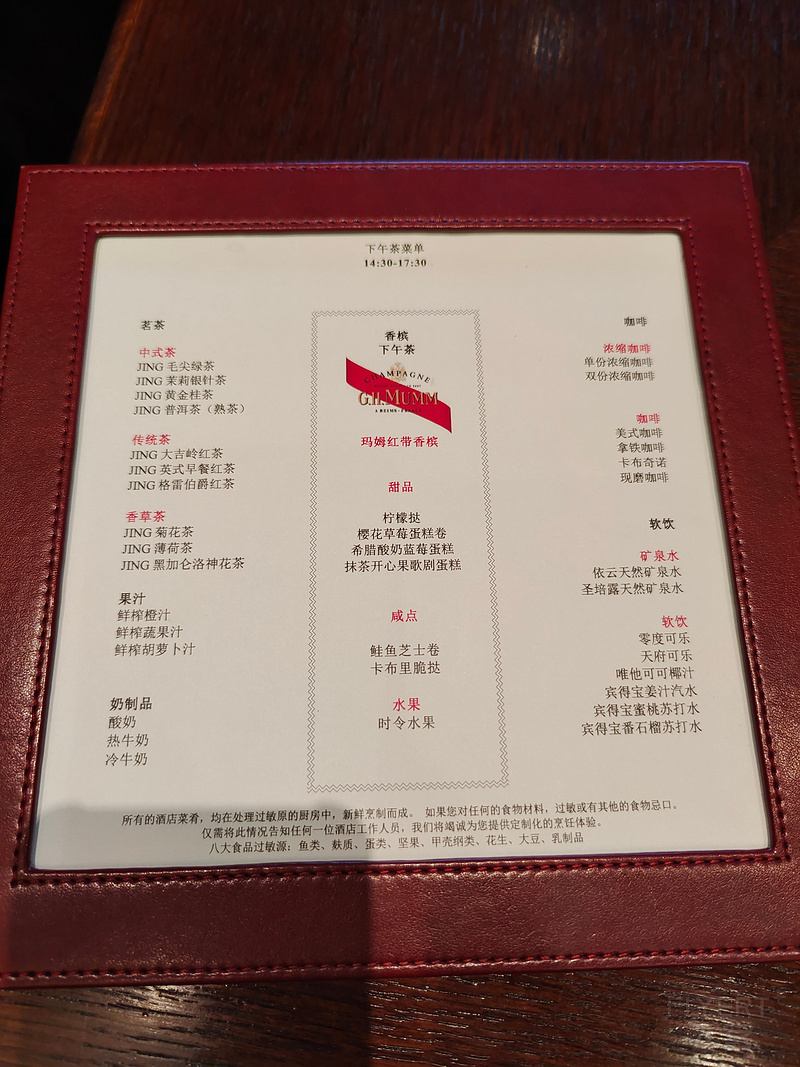 下午茶菜单
14:30-17:30
茗茶
中式茶
JING 毛尖绿茶
JING 茉莉银针茶
JING 黄金桂茶
JING 普洱茶（熟茶）
传统茶
JING 大吉岭红茶
JING 英式早餐红茶
JING 格雷伯爵红茶
香草茶
JING 菊花茶
JING 薄荷茶
JING 黑加仑洛神花茶
果汁
鲜榨橙汁
鲜榨蔬果汁
鲜榨胡萝卜汁
奶制品
酸奶
热牛奶
冷牛奶
香槟
下午茶
CHAMPAGNE
G.H.MUMM
A REIMS-FRANCE
玛姆红带香槟
甜品
柠檬挞
樱花草莓蛋糕卷
希腊酸奶蓝莓蛋糕
抹茶开心果歌剧蛋糕
咸点
鲑鱼芝士卷
卡布里脆挞
水果
时令水果
咖啡
浓缩咖啡
单份浓缩咖啡
双份浓缩咖啡
咖啡
美式咖啡
拿铁咖啡
卡布奇诺
现磨咖啡
软饮
矿泉水
依云天然矿泉水
圣培露天然矿泉水
软饮
零度可乐
天府可乐
唯他可可椰汁
宾得宝姜汁汽水
宾得宝蜜桃苏打水
宾得宝番石榴苏打水
所有的酒店菜肴，均在处理过敏原的厨房中，新鲜烹制而成。 如果您对任何的食物材料，过敏或有其他的食物忌口。
仅需将此情况告知任何一位酒店工作人员，我们将竭诚为您提供定制化的烹饪体验。
八大食品过敏源：鱼类、麸质、蛋类、坚果、甲壳纲类、花生、大豆、乳制品